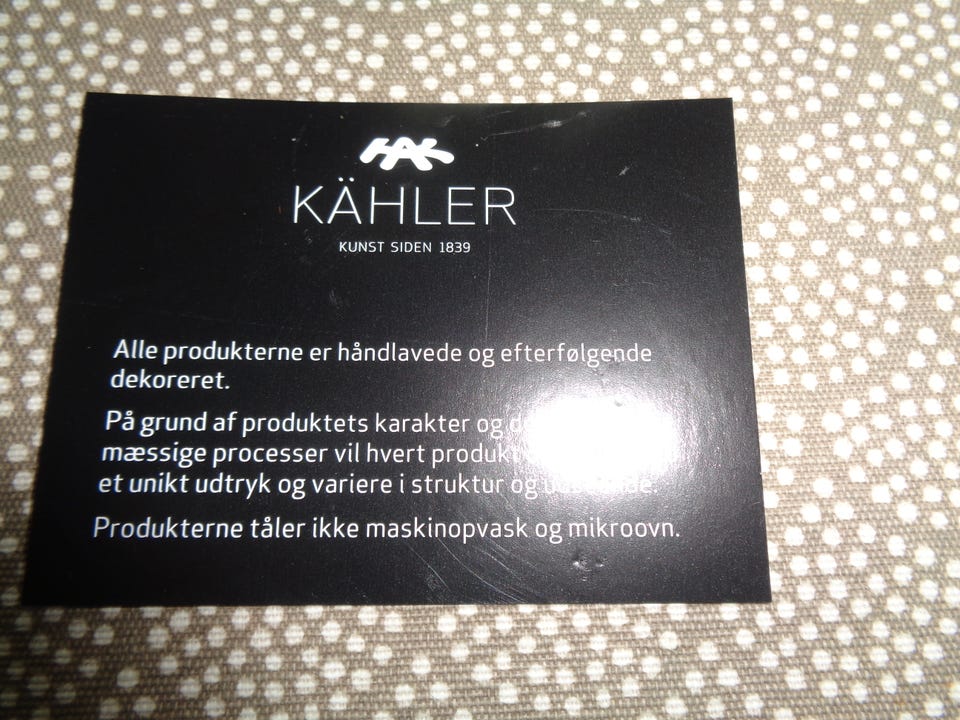 HAK
KÄHLER
KUNST SIDEN 1839
Alle produkterne er håndlavede og efterfølgende
dekoreret.
På grund af produktets karakter og
mæssige processer vil hvert
et unikt udtryk og variere i struktur og
Produkterne tåler ikke maskinopvask og mikroovn.